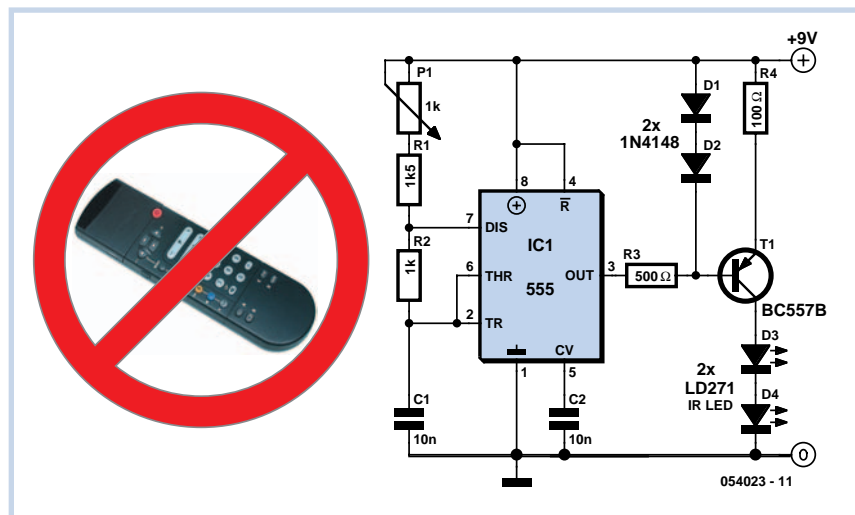 +9V
P1
1k
R1
1k5
R2
1k
C1
10n
8
4
R̅
7
DIS
6
THR
2
TR
IC1
555
OUT
3
CV
1
5
C2
10n
R3
500 Ω
D1
2x
1N4148
D2
R4
100 Ω
T1
BC557B
D3
2x
LD271
IR LED
D4
0
054023 - 11